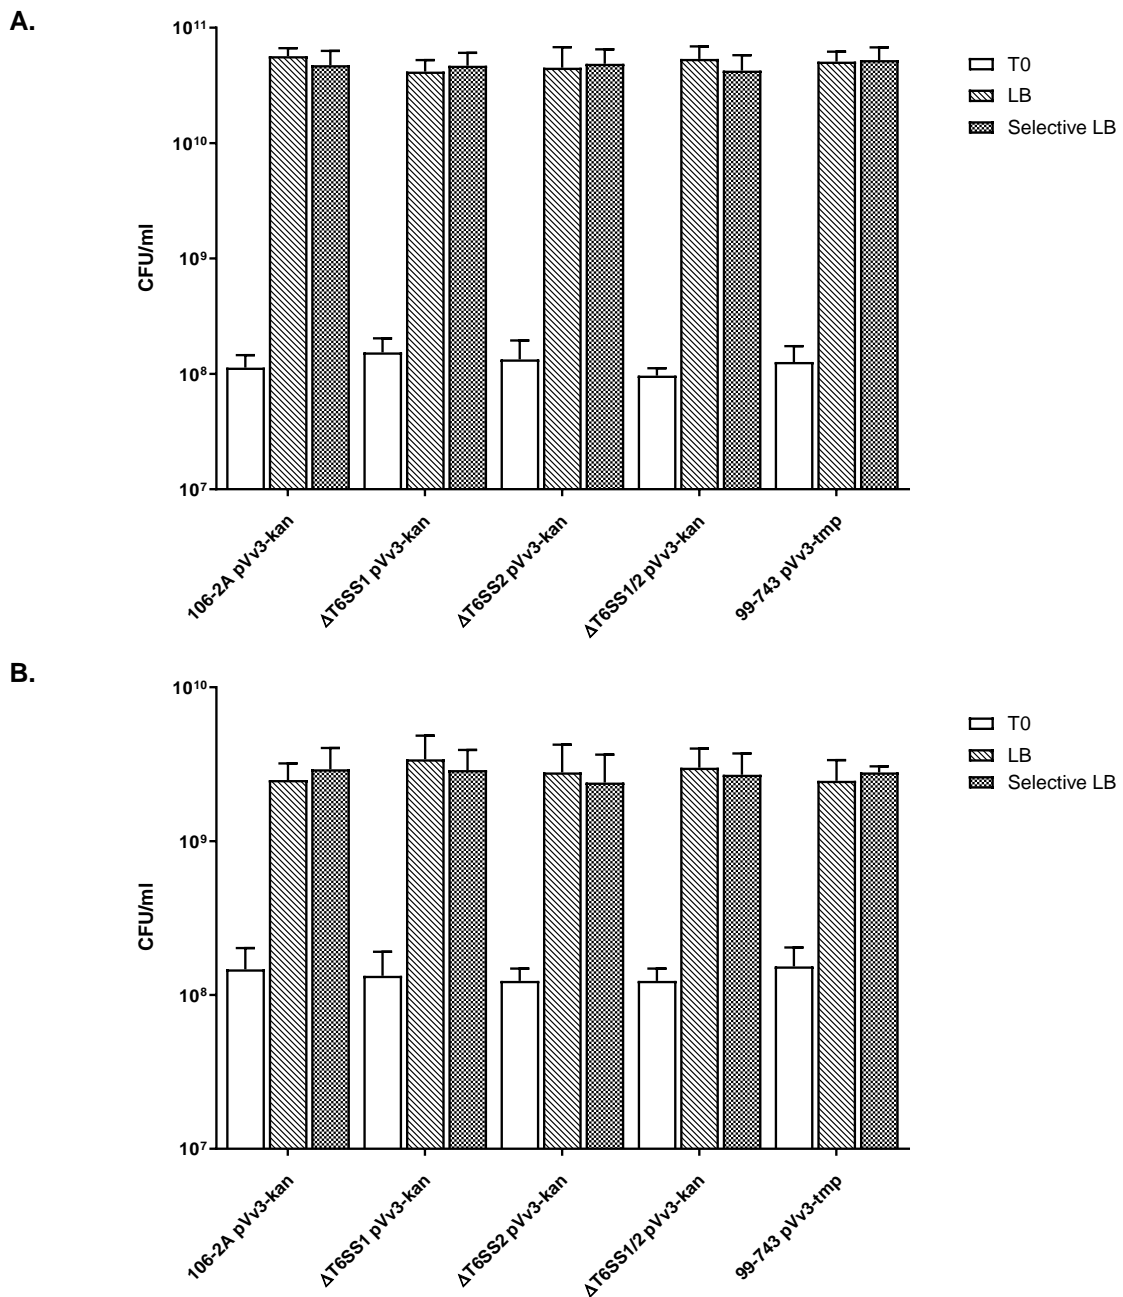 A.
10¹¹
10¹⁰
10⁹
10⁸
10⁷
CFU/ml
T0
LB
Selective LB
106-2A pVv3-kan
ΔT6SS1 pVv3-kan
ΔT6SS2 pVv3-kan
ΔT6SS1/2 pVv3-kan
99-743 pVv3-tmp
B.
10¹⁰
10⁹
10⁸
10⁷
CFU/ml
T0
LB
Selective LB
106-2A pVv3-kan
ΔT6SS1 pVv3-kan
ΔT6SS2 pVv3-kan
ΔT6SS1/2 pVv3-kan
99-743 pVv3-tmp